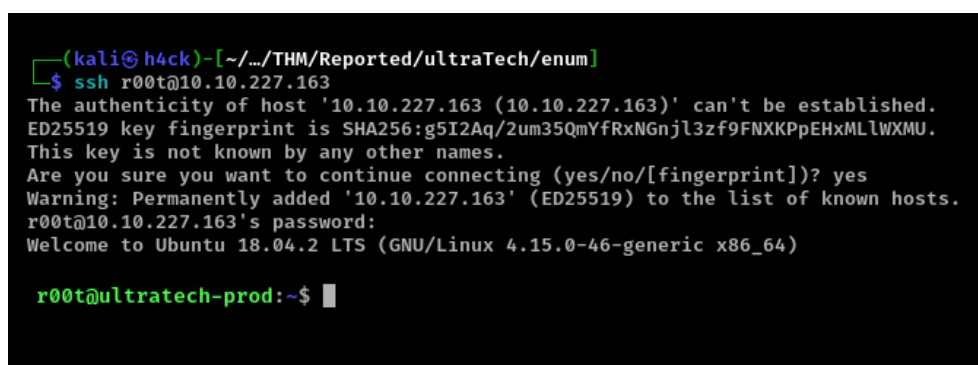 ┌──(kali㉿h4ck)-[~/…/THM/Reported/ultraTech/enum]
└─$ ssh r00t@10.10.227.163
The authenticity of host '10.10.227.163 (10.10.227.163)' can't be established.
ED25519 key fingerprint is SHA256:g5I2Aq/2um35QmYfRxNGnjl3zf9FNXKPpEHxMLlWXMU.
This key is not known by any other names.
Are you sure you want to continue connecting (yes/no/[fingerprint])? yes
Warning: Permanently added '10.10.227.163' (ED25519) to the list of known hosts.
r00t@10.10.227.163's password:
Welcome to Ubuntu 18.04.2 LTS (GNU/Linux 4.15.0-46-generic x86_64)
r00t@ultratech-prod:~$